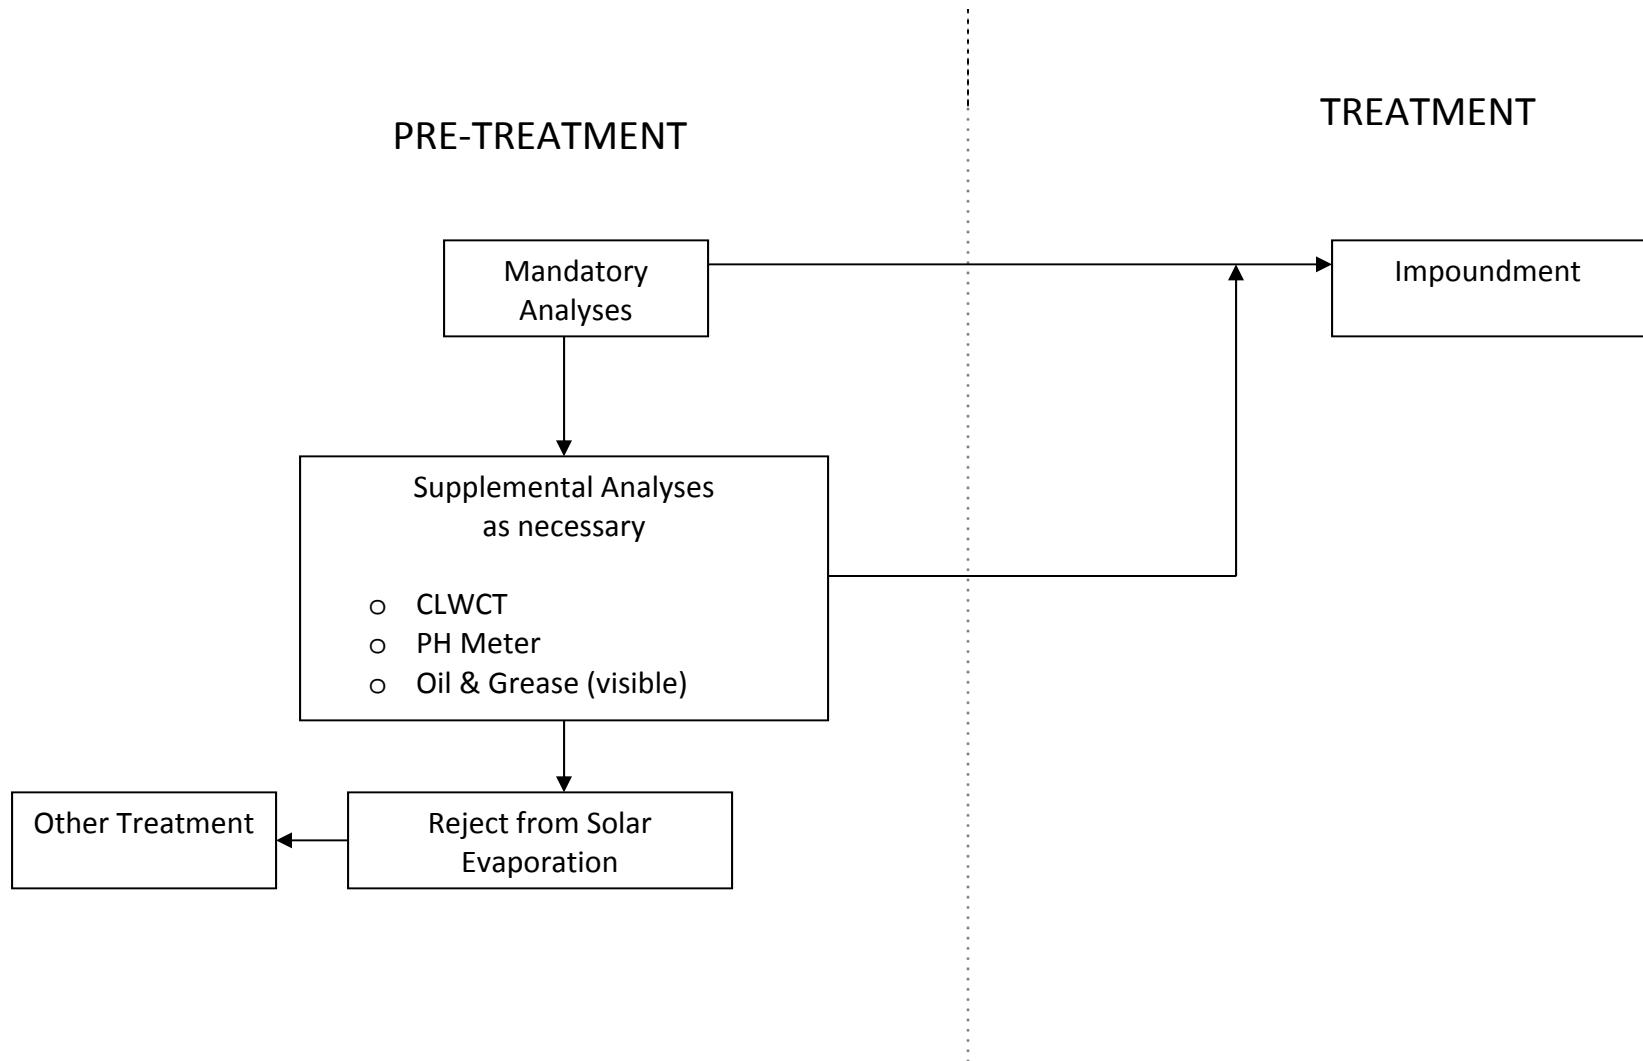 PRE-TREATMENT
TREATMENT
Mandatory
Analyses
Impoundment
Supplemental Analyses
as necessary
o CLWCT
o PH Meter
o Oil & Grease (visible)
Other Treatment
Reject from Solar
Evaporation